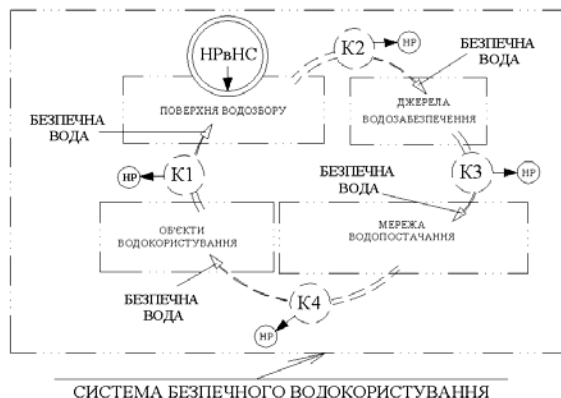 НРвНС
К2
НР
БЕЗПЕЧНА
ВОДА
ПОВЕРХНЯ ВОДОЗБОРУ
ДЖЕРЕЛА
ВОДОЗАБЕЗПЕЧЕННЯ
БЕЗПЕЧНА
ВОДА
НР
К1
БЕЗПЕЧНА
ВОДА
К3
НР
ОБ'ЄКТИ
ВОДОКОРИСТУВАННЯ
МЕРЕЖА
ВОДОПОСТАЧАННЯ
БЕЗПЕЧНА
ВОДА
К4
НР
СИСТЕМА БЕЗПЕЧНОГО ВОДОКОРИСТУВАННЯ